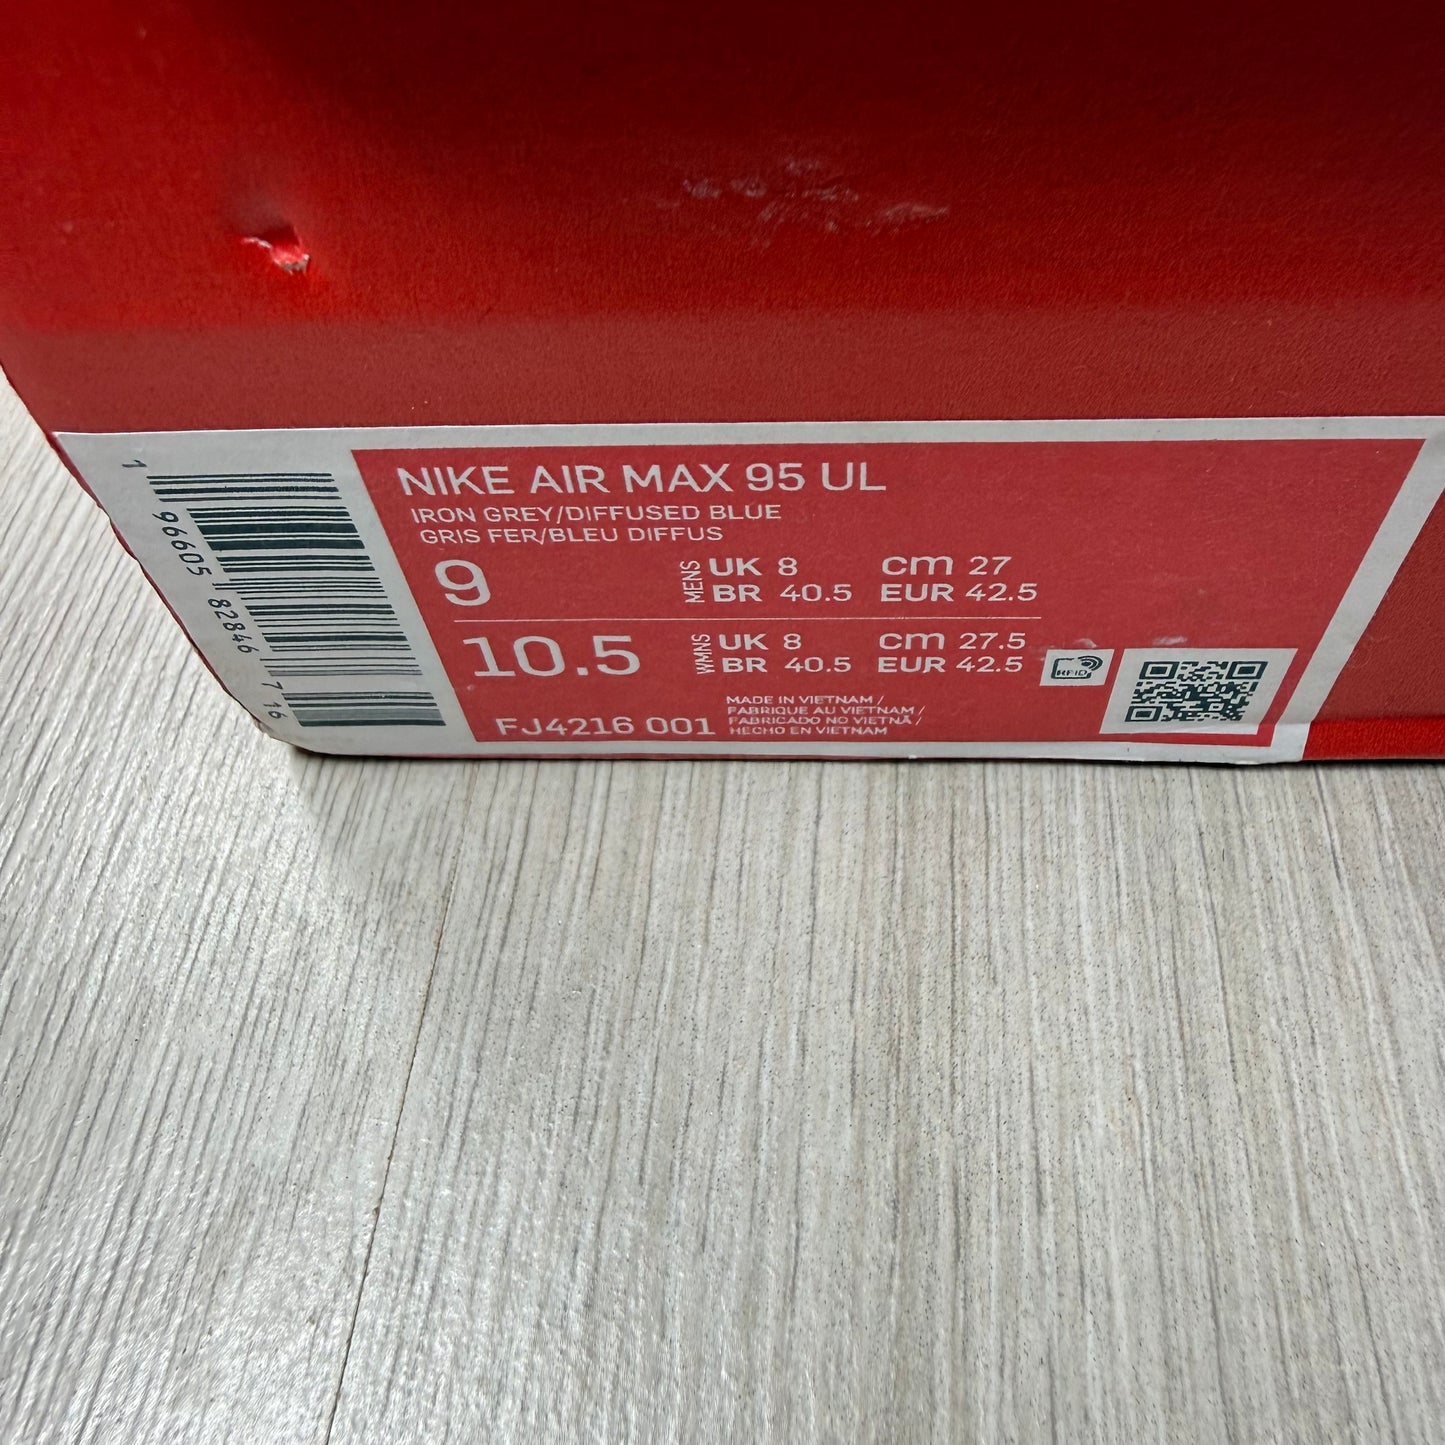 NIKE AIR MAX 95 UL
IRON GREY/DIFFUSED BLUE
GRIS FER/BLEU DIFFUS
9 MENS UK 8 cm 27
BR 40.5 EUR 42.5
10.5 WMNS UK 8 cm 27.5
BR 40.5 EUR 42.5
RFID
FJ4216 001
MADE IN VIETNAM /
FABRIQUE AU VIETNAM /
FABRICADO NO VIETNÃ /
HECHO EN VIETNAM
1 96605 82846 7 16